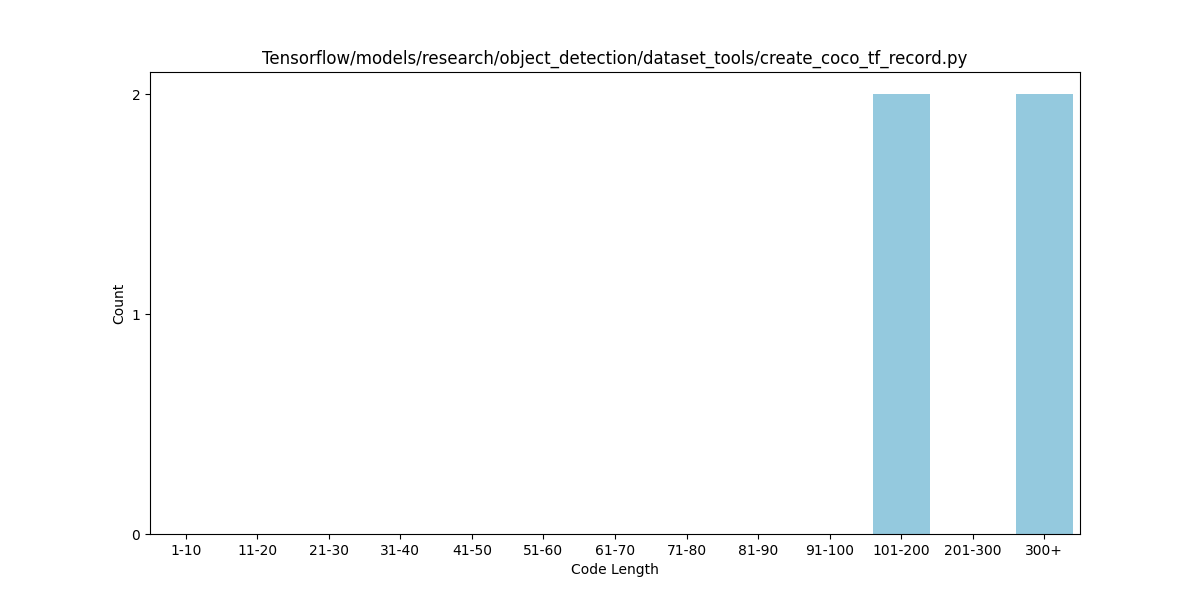 Tensorflow/models/research/object_detection/dataset_tools/create_coco_tf_record.py
2
1
0
Count
1-10 11-20 21-30 31-40 41-50 51-60 61-70 71-80 81-90 91-100 101-200 201-300 300+
Code Length